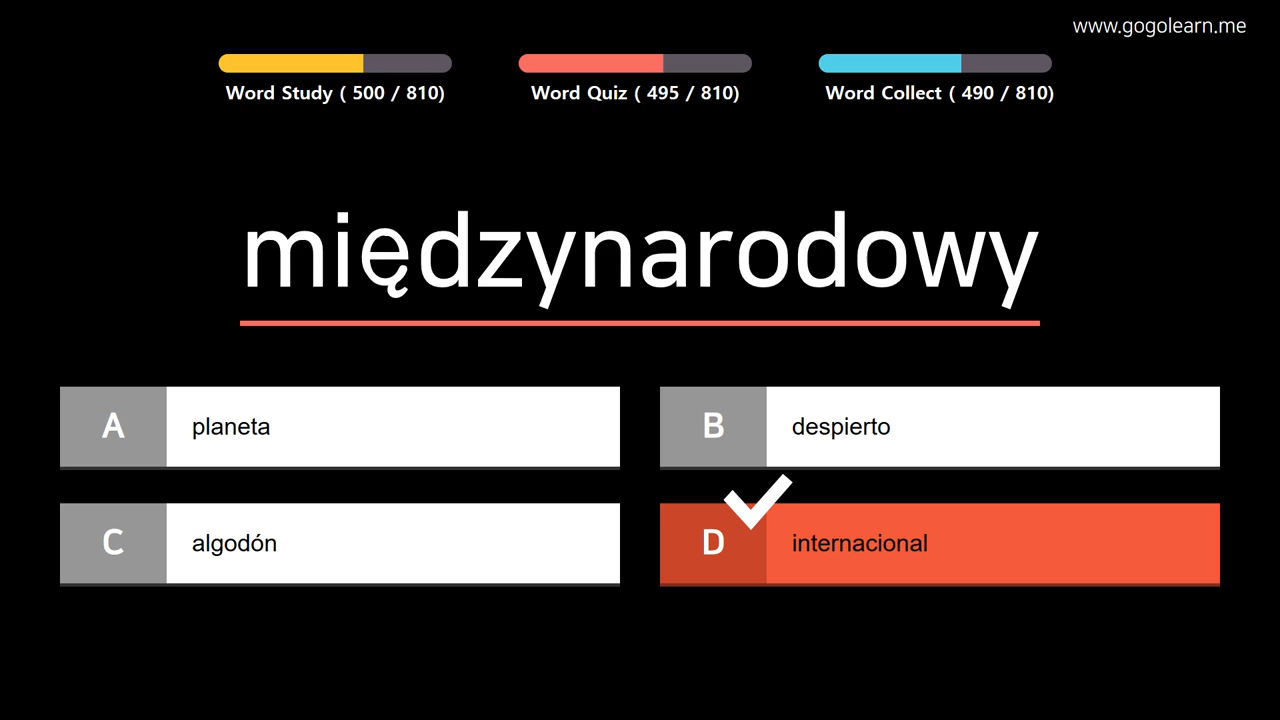 www.gogolearn.me
Word Study ( 500 / 810)
Word Quiz ( 495 / 810)
Word Collect ( 490 / 810)
międzynarodowy
A planeta
B despierto
C algodón
D internacional